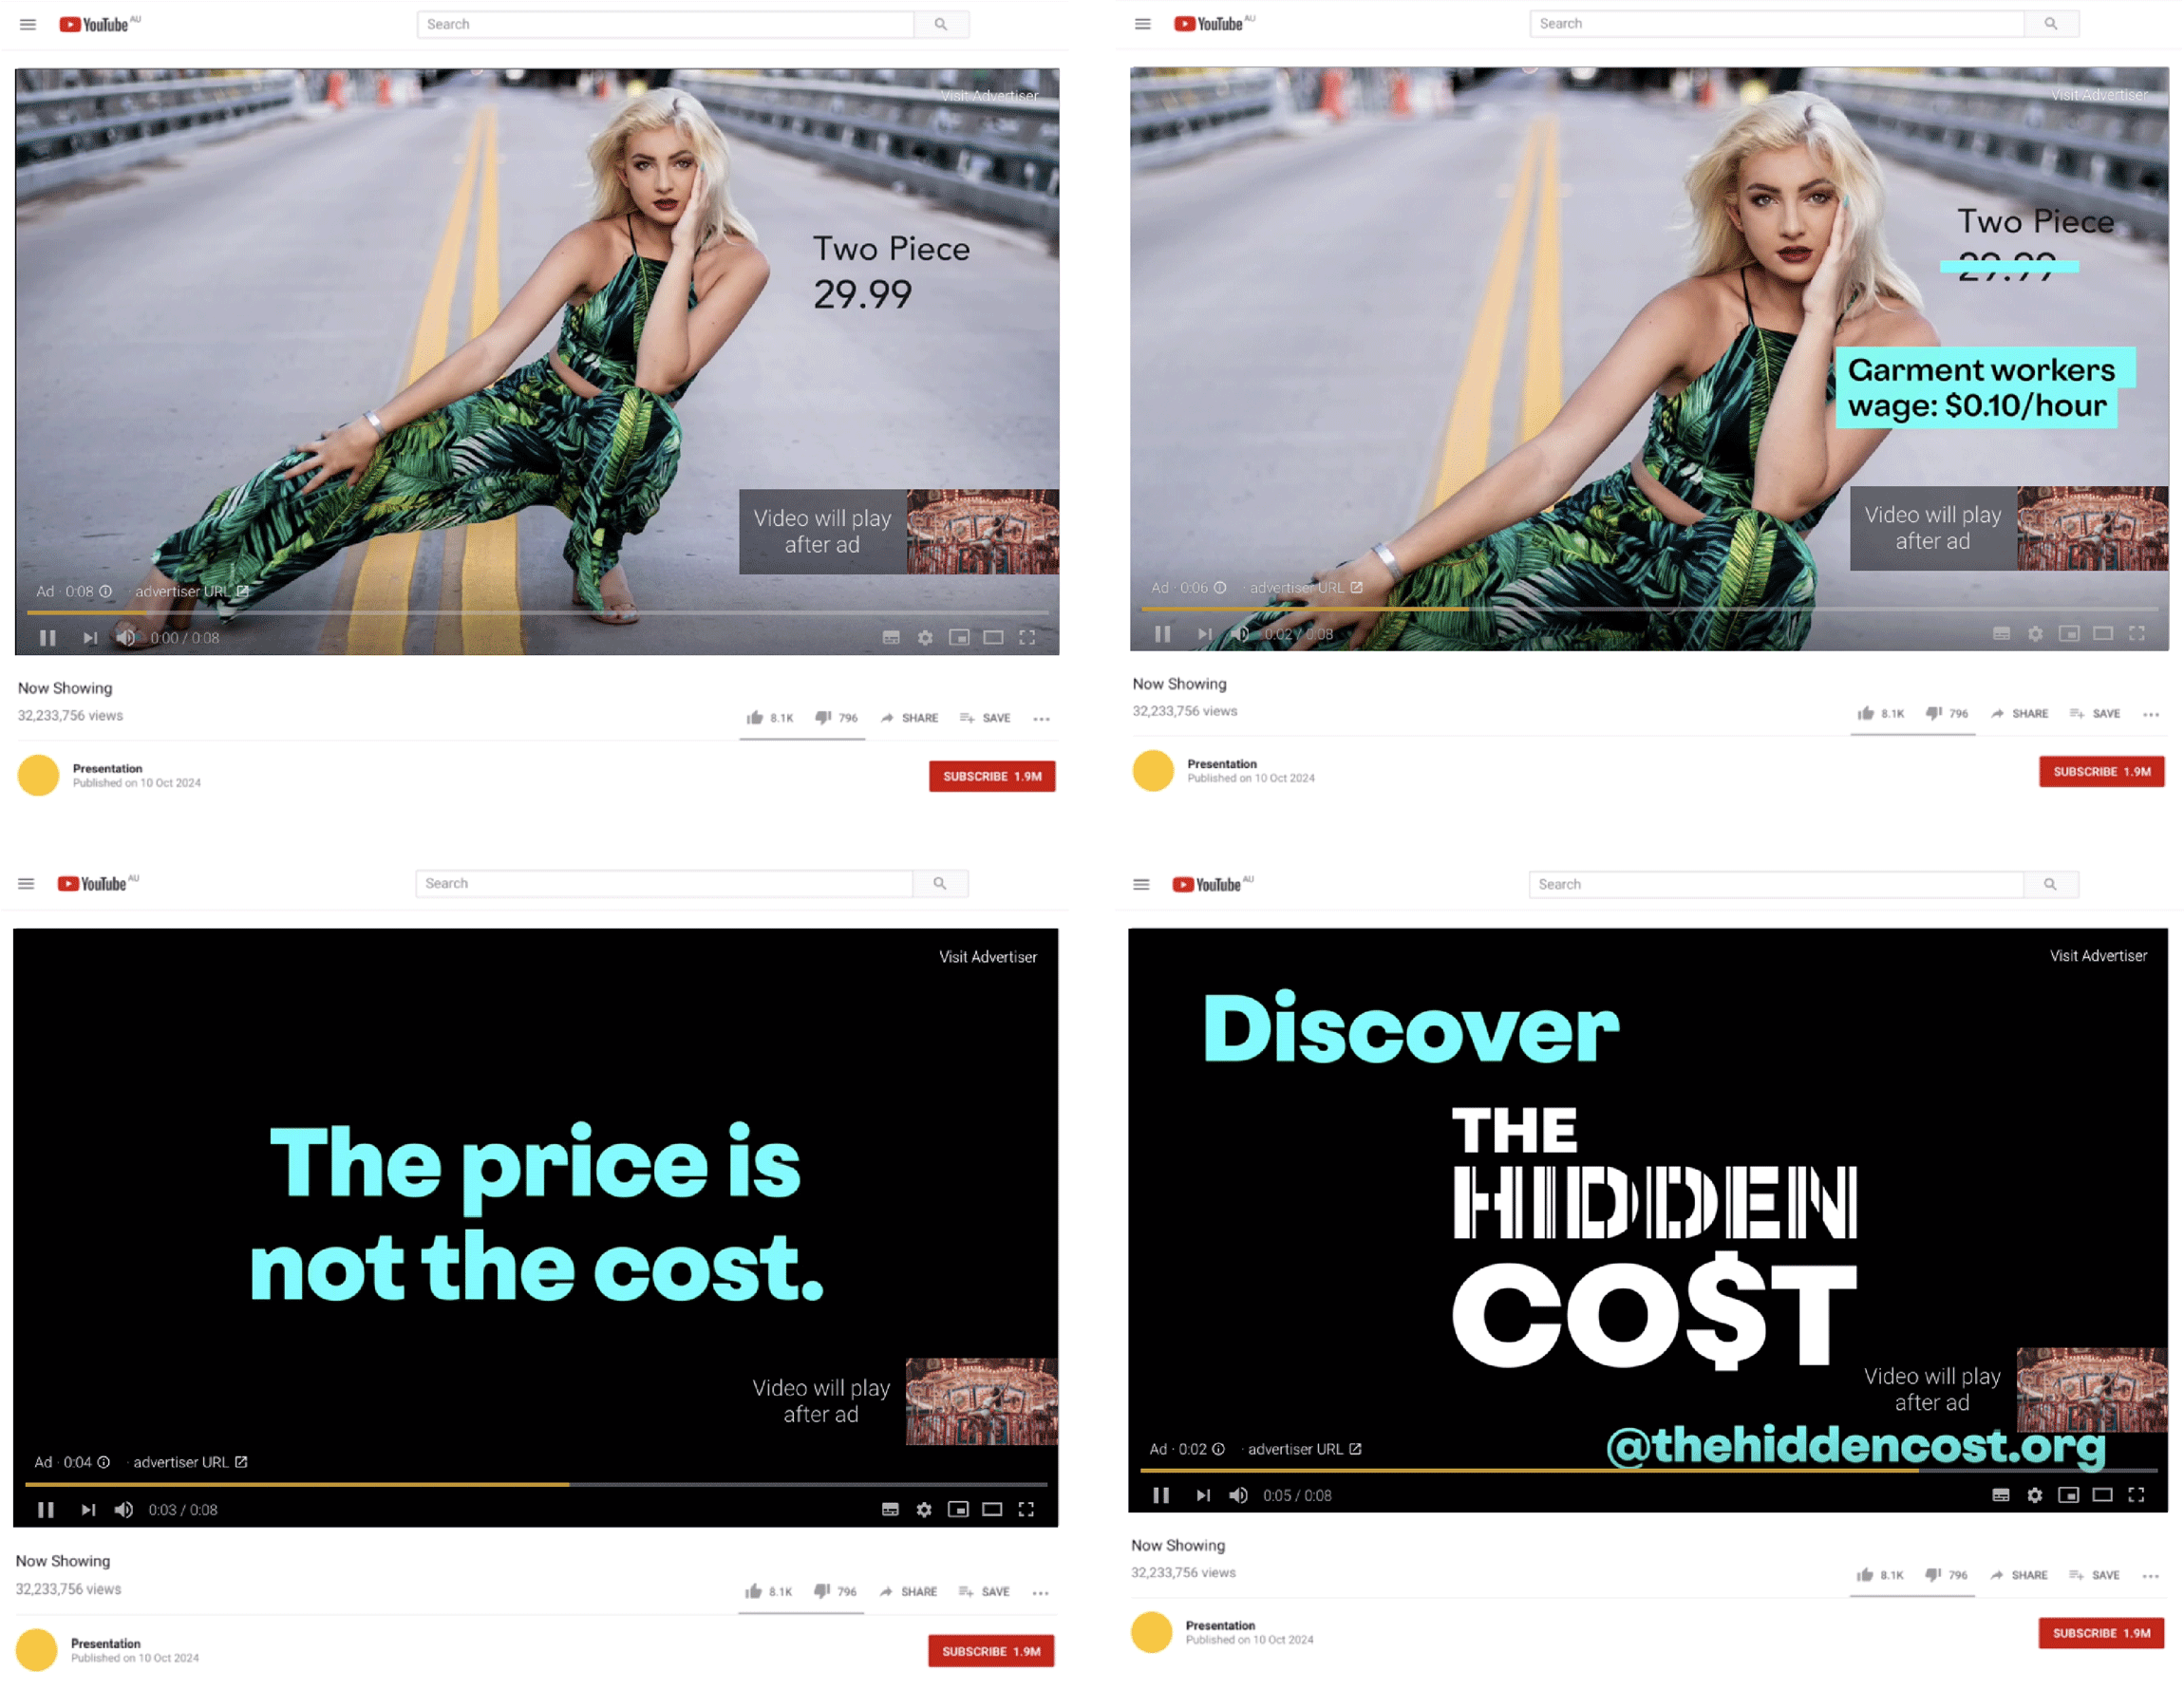 YouTube AU
Search
Visit Advertiser
Two Piece
29.99
Video will play
after ad
Ad · 0:08 · advertiser URL
0:00 / 0:08
Now Showing
32,233,756 views
8.1K 796 SHARE SAVE
Presentation
Published on 10 Oct 2024
SUBSCRIBE 1.9M
YouTube AU
Search
Visit Advertiser
Two Piece
29.99
Garment workers
wage: $0.10/hour
Video will play
after ad
Ad · 0:06 · advertiser URL
0:02 / 0:08
Now Showing
32,233,756 views
8.1K 796 SHARE SAVE
Presentation
Published on 10 Oct 2024
SUBSCRIBE 1.9M
YouTube AU
Search
Visit Advertiser
The price is
not the cost.
Video will play
after ad
Ad · 0:04 · advertiser URL
0:03 / 0:08
Now Showing
32,233,756 views
8.1K 796 SHARE SAVE
Presentation
Published on 10 Oct 2024
SUBSCRIBE 1.9M
YouTube AU
Search
Visit Advertiser
Discover
THE
HIDDEN
CO$T
Video will play
after ad
@thehiddencost.org
Ad · 0:02 · advertiser URL
0:05 / 0:08
Now Showing
32,233,756 views
8.1K 796 SHARE SAVE
Presentation
Published on 10 Oct 2024
SUBSCRIBE 1.9M